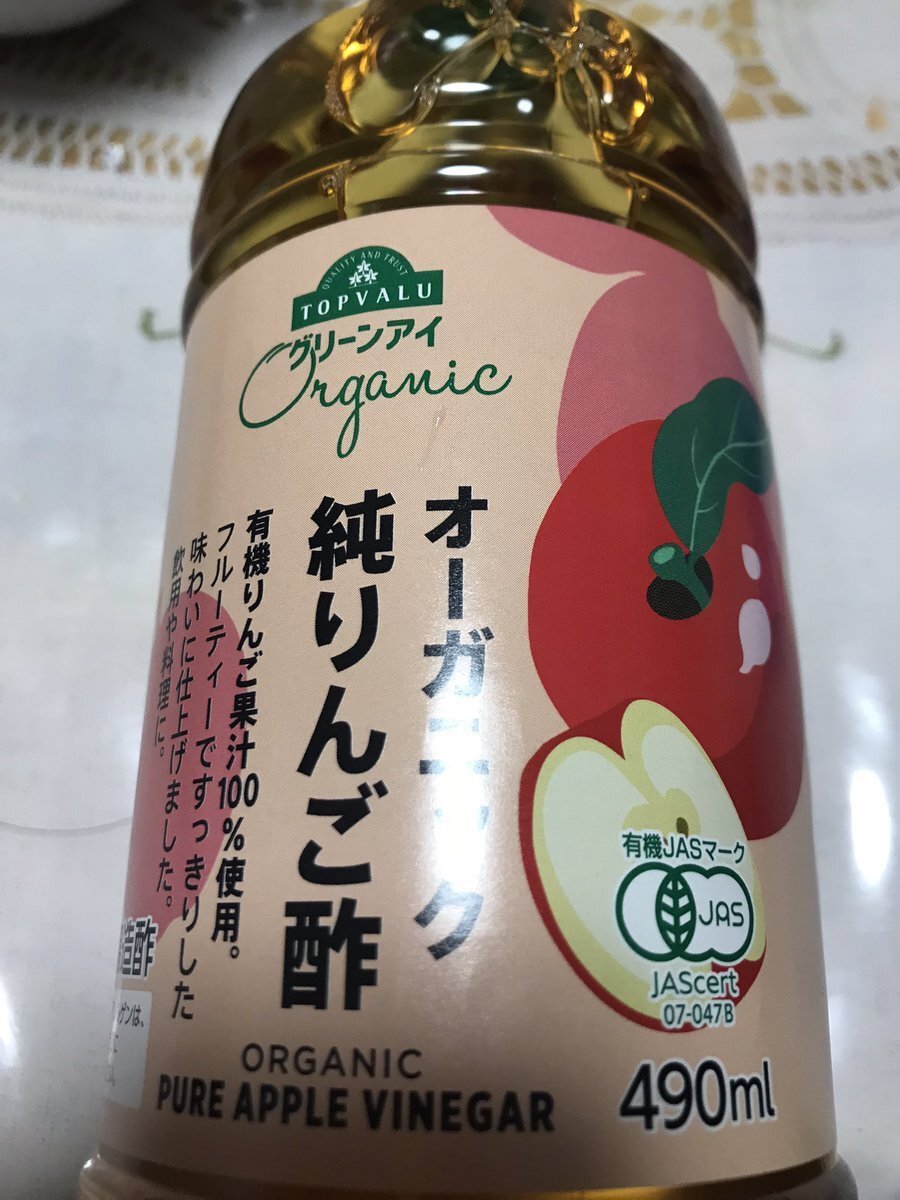 QUALITY AND TRUST
TOPVALU
グリーンアイ
Organic
オーガニック
純りんご酢
有機りんご果汁100%使用。
フルーティーですっきりした
味わいに仕上げました。
飲用や料理に。
造酢
ゲンは、
有機JASマーク
JAS
JAScert
07-047B
ORGANIC
PURE APPLE VINEGAR
490ml